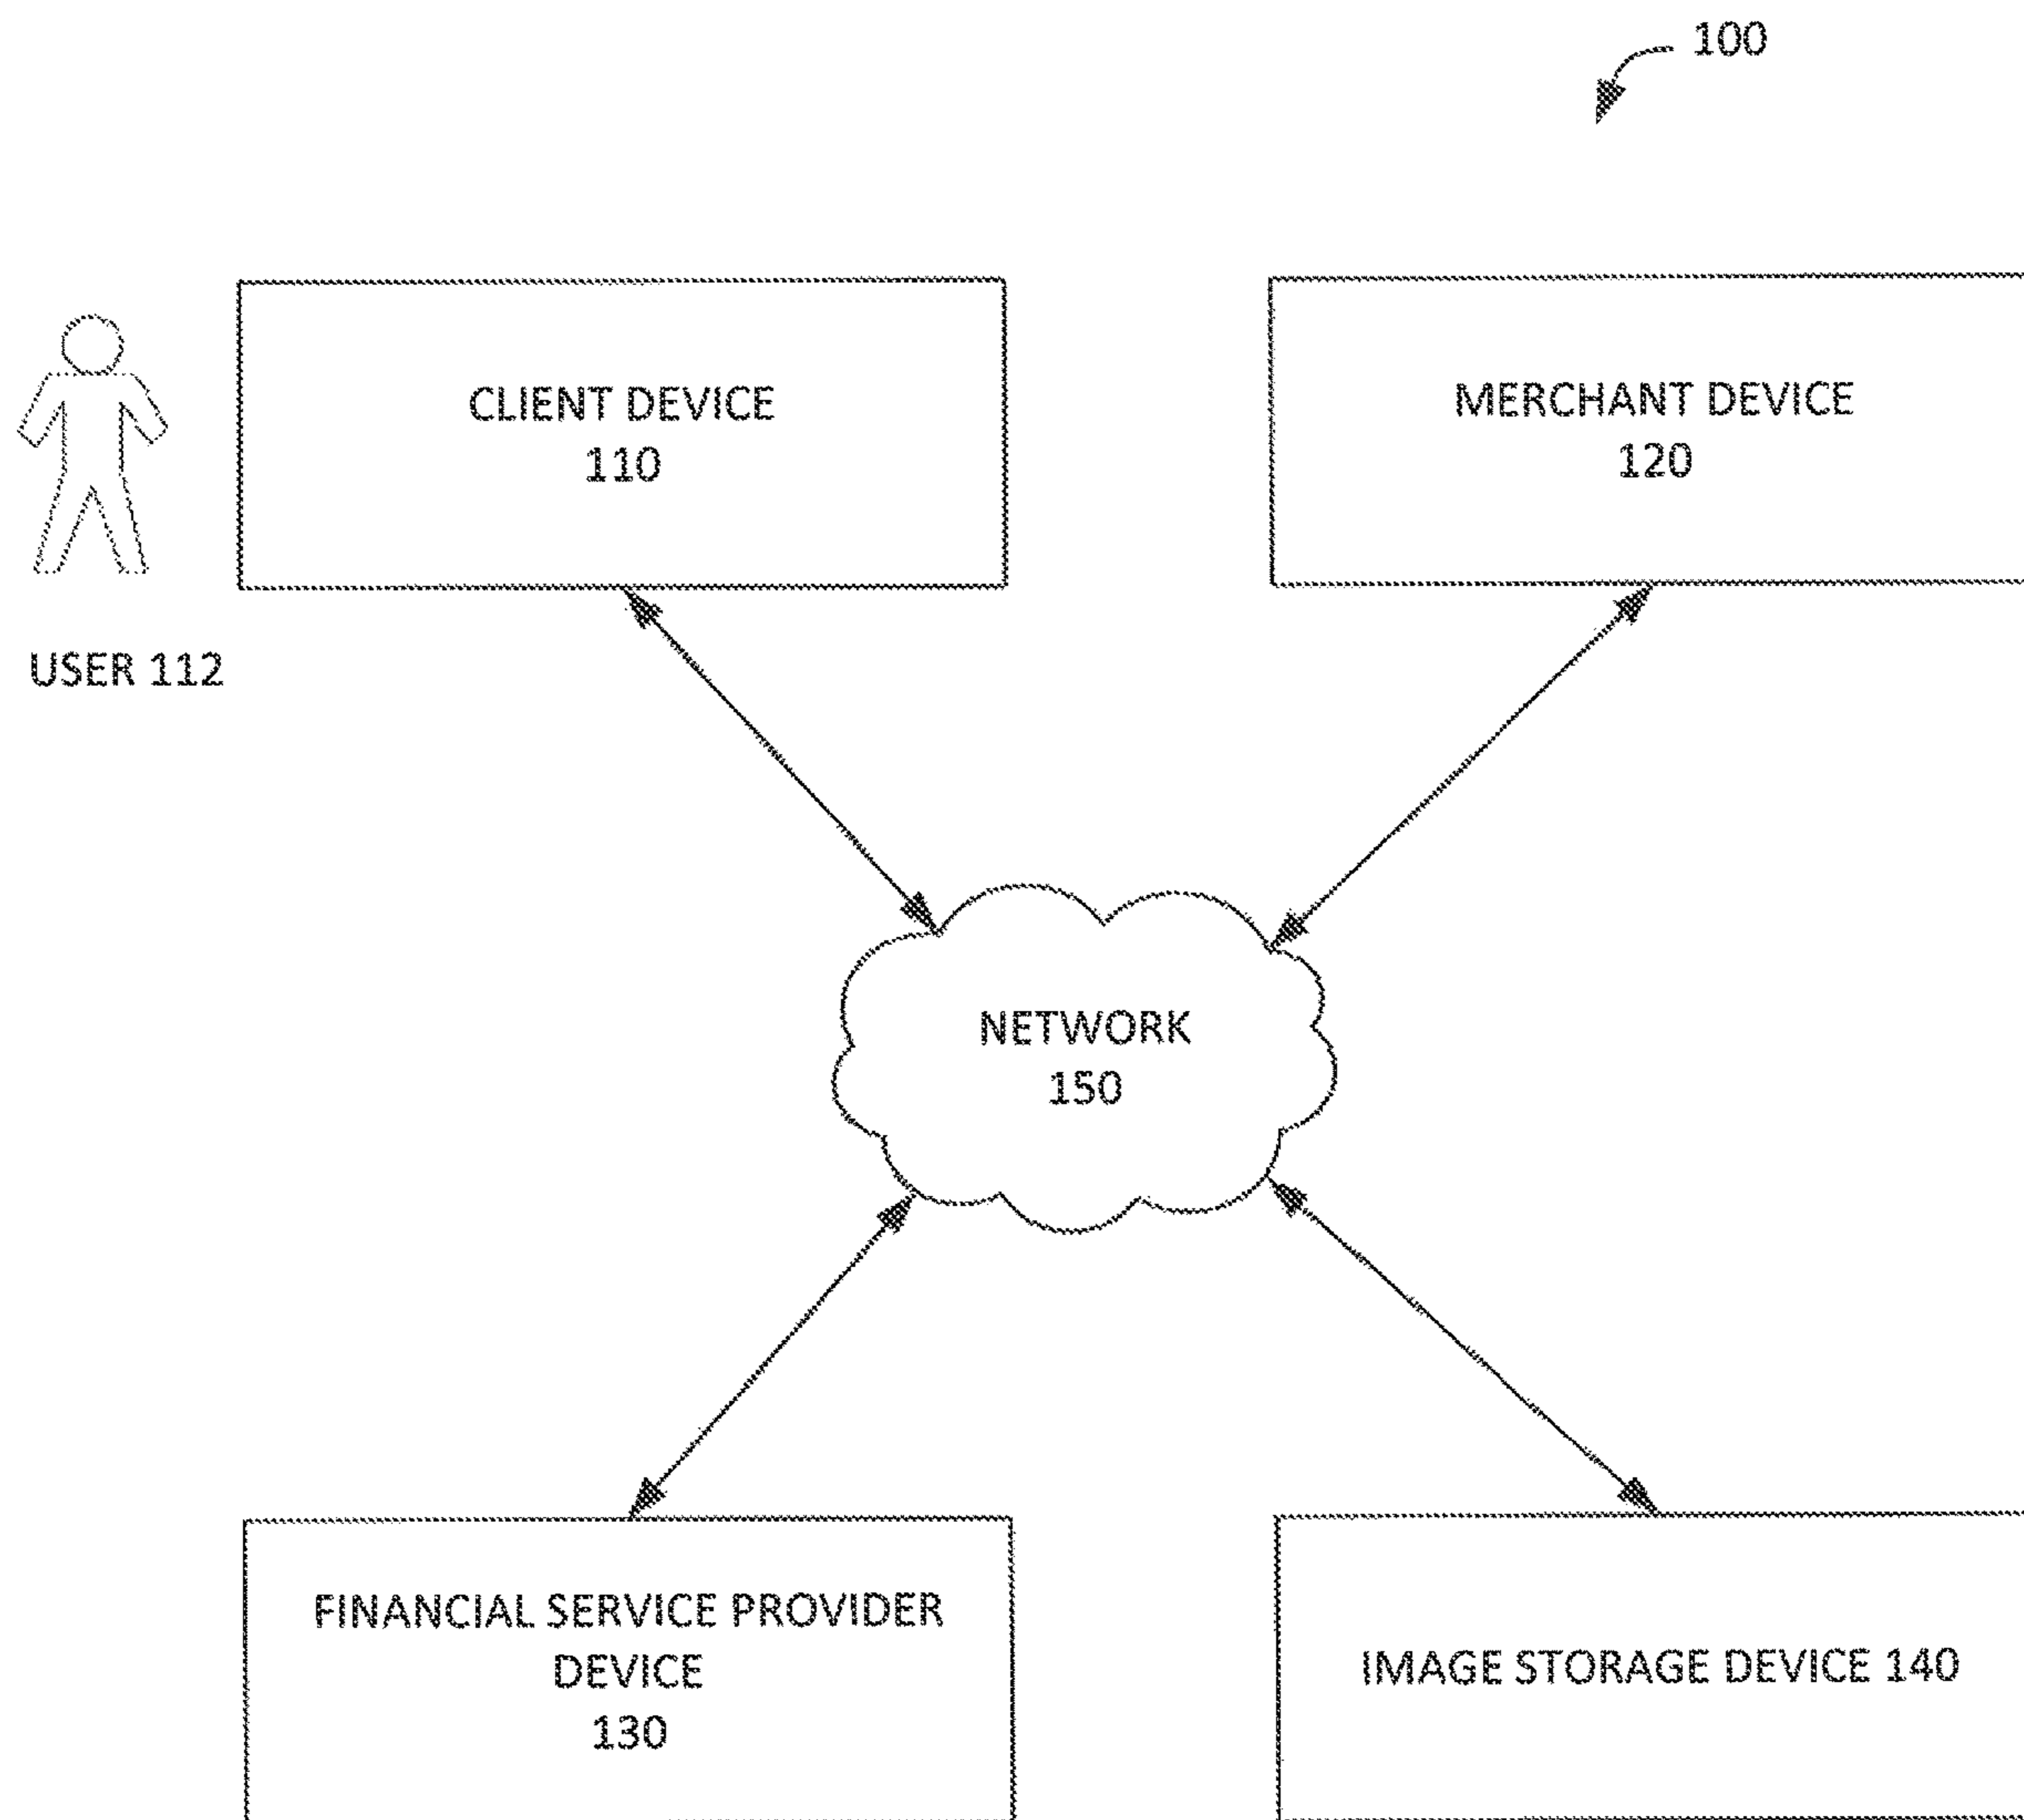 100
CLIENT DEVICE
110
MERCHANT DEVICE
120
USER 112
NETWORK
150
FINANCIAL SERVICE PROVIDER
DEVICE
130
IMAGE STORAGE DEVICE 140